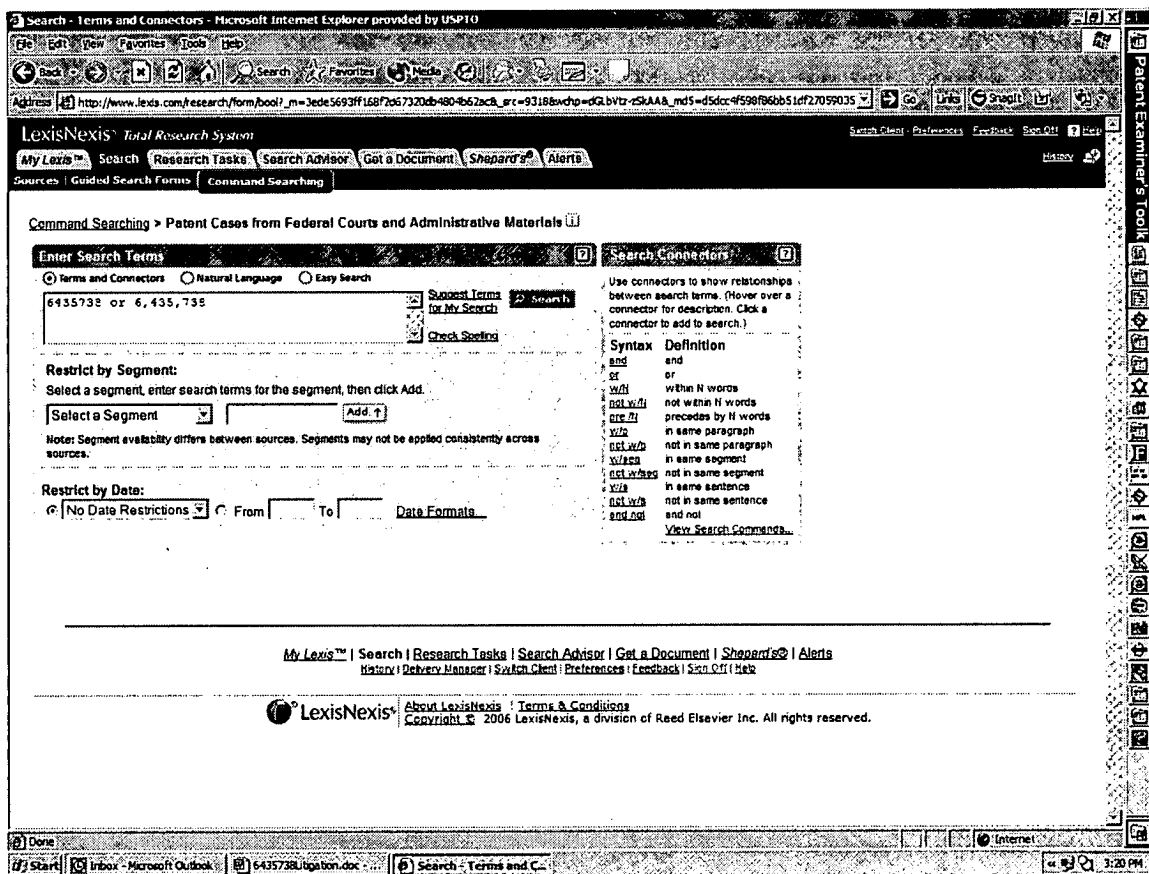 Search - Terms and Connectors - Microsoft Internet Explorer provided by USPTO
File Edit View Favorites Tools Help
Back Search Favorites Media
Address http://www.lexis.com/research/form/bool?_m=3ede5693ff168f2d67320db4804b62ac&_src=9318&wchp=dGLbVtz-zSkAA&_md5=d5dcc4f598f86bb51df27059035 Go Links SnagIt
LexisNexis Total Research System
Switch Client | Preferences Feedback Sign Off ? Help
My Lexis™ Search Research Tasks Search Advisor Get a Document Shepard's® Alerts
History
Sources | Guided Search Forms | Command Searching
Command Searching > Patent Cases from Federal Courts and Administrative Materials i
Enter Search Terms ?
Terms and Connectors Natural Language Easy Search
6435738 or 6,435,738
Suggest Terms for My Search
Search
Check Spelling
Restrict by Segment:
Select a segment, enter search terms for the segment, then click Add.
Select a Segment Add ↑
Note: Segment availability differs between sources. Segments may not be applied consistently across
sources.
Restrict by Date:
No Date Restrictions From To Date Formats...
Search Connectors ?
Use connectors to show relationships
between search terms. (Hover over a
connector for description. Click a
connector to add to search.)
Syntax Definition
and and
or or
w/N within N words
not w/N not within N words
pre /N precedes by N words
w/p in same paragraph
not w/p not in same paragraph
w/seg in same segment
not w/seg not in same segment
w/s in same sentence
not w/s not in same sentence
and not and not
View Search Commands...
My Lexis™ | Search | Research Tasks | Search Advisor | Get a Document | Shepard's® | Alerts
History | Delivery Manager | Switch Client | Preferences | Feedback | Sign Off | Help
LexisNexis® About LexisNexis | Terms & Conditions
Copyright © 2006 LexisNexis, a division of Reed Elsevier Inc. All rights reserved.
Patent Examiner's Toolk
Done
Internet
Start Inbox - Microsoft Outlook 6435738Litigation.doc - ... Search - Terms and C...
3:20 PM